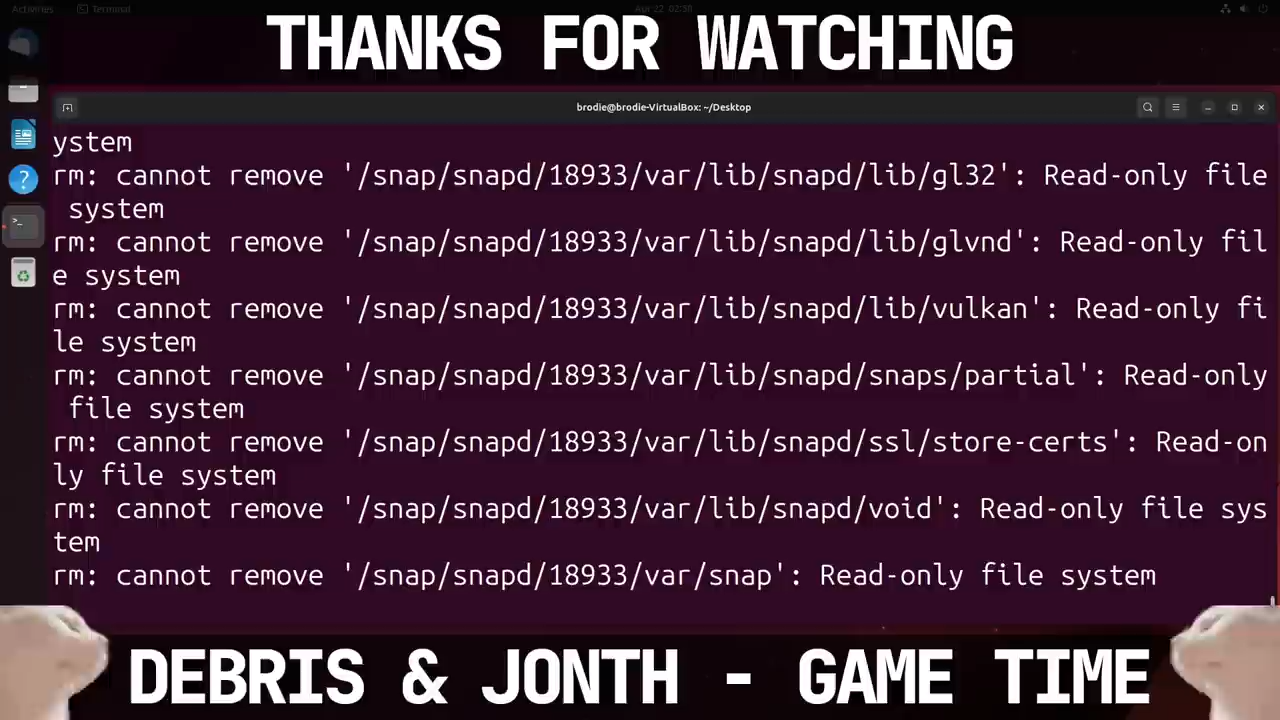 Activities Terminal Apr 22 02:58
THANKS FOR WATCHING
brodie@brodie-VirtualBox: ~/Desktop
ystem
rm: cannot remove '/snap/snapd/18933/var/lib/snapd/lib/gl32': Read-only file
 system
rm: cannot remove '/snap/snapd/18933/var/lib/snapd/lib/glvnd': Read-only fil
e system
rm: cannot remove '/snap/snapd/18933/var/lib/snapd/lib/vulkan': Read-only fi
le system
rm: cannot remove '/snap/snapd/18933/var/lib/snapd/snaps/partial': Read-only
 file system
rm: cannot remove '/snap/snapd/18933/var/lib/snapd/ssl/store-certs': Read-on
ly file system
rm: cannot remove '/snap/snapd/18933/var/lib/snapd/void': Read-only file sys
tem
rm: cannot remove '/snap/snapd/18933/var/snap': Read-only file system
DEBRIS & JONTH - GAME TIME